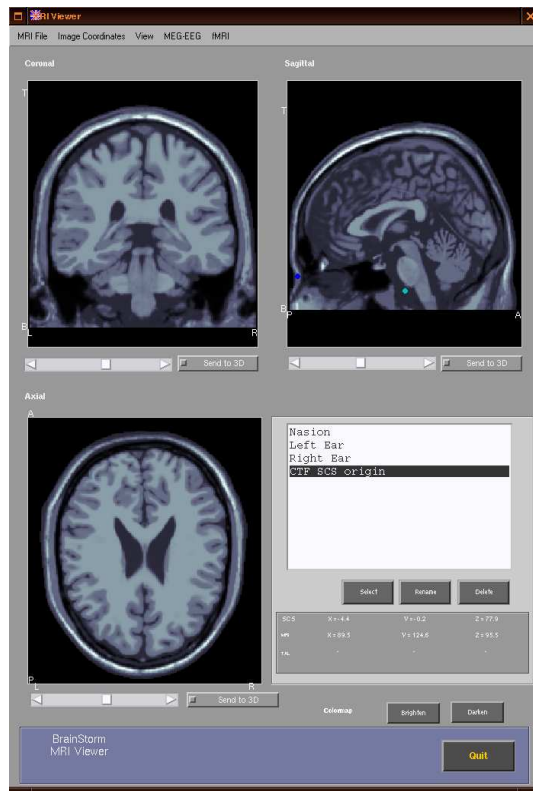 MRI Viewer
MRI File Image Coordinates View MEG-EEG fMRI
Coronal
Sagittal
T
T
B
L R
B
P A
Send to 3D
Send to 3D
Axial
A
Nasion
Left Ear
Right Ear
CTF SCS origin
Select Rename Delete
SCS X = -4.4 Y = -0.2 Z = 77.9
MRI X = 89.5 Y = 124.6 Z = 95.5
TAL - - -
P
L R
Send to 3D
Colormap Brighten Darken
BrainStorm
MRI Viewer
Quit